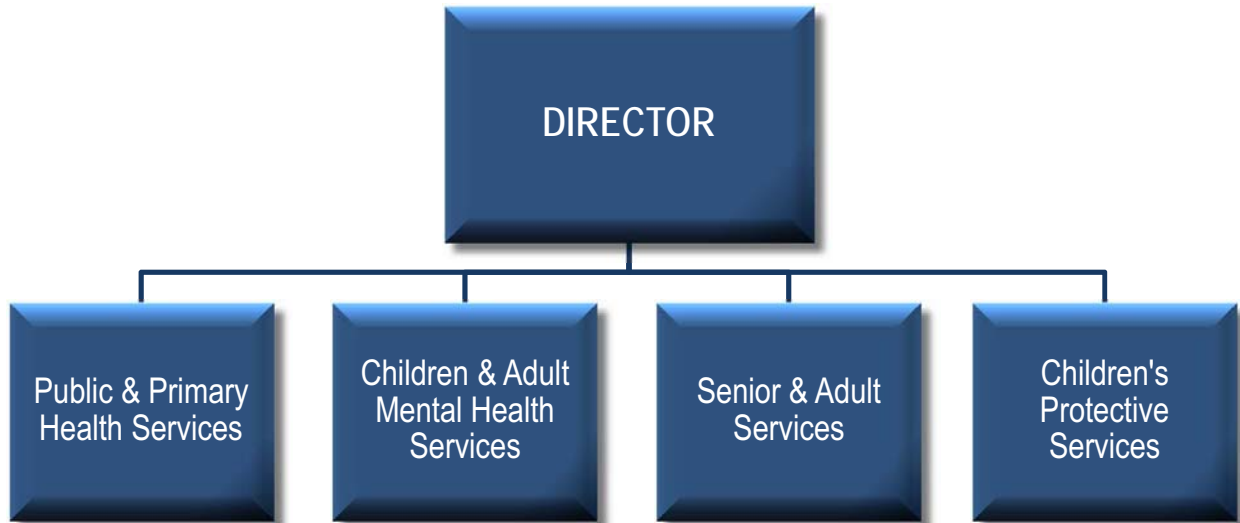 DIRECTOR
Public & Primary
Health Services
Children & Adult
Mental Health
Services
Senior & Adult
Services
Children's
Protective
Services